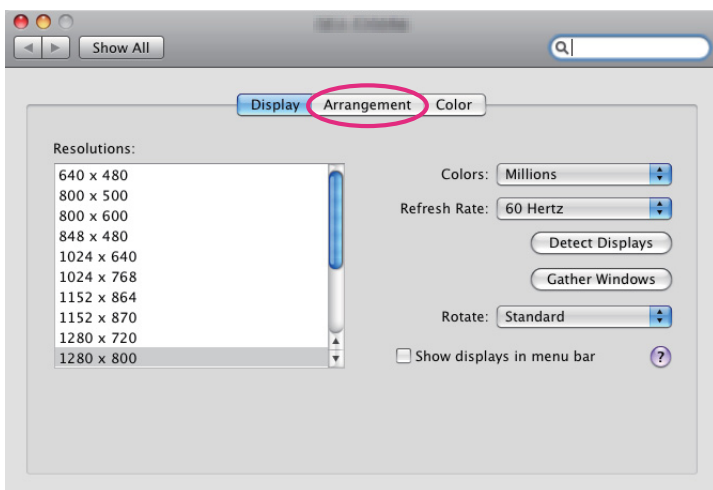 Show All
Display Arrangement Color
Resolutions:
640 x 480
800 x 500
800 x 600
848 x 480
1024 x 640
1024 x 768
1152 x 864
1152 x 870
1280 x 720
1280 x 800
Colors: Millions
Refresh Rate: 60 Hertz
Detect Displays
Gather Windows
Rotate: Standard
Show displays in menu bar ?